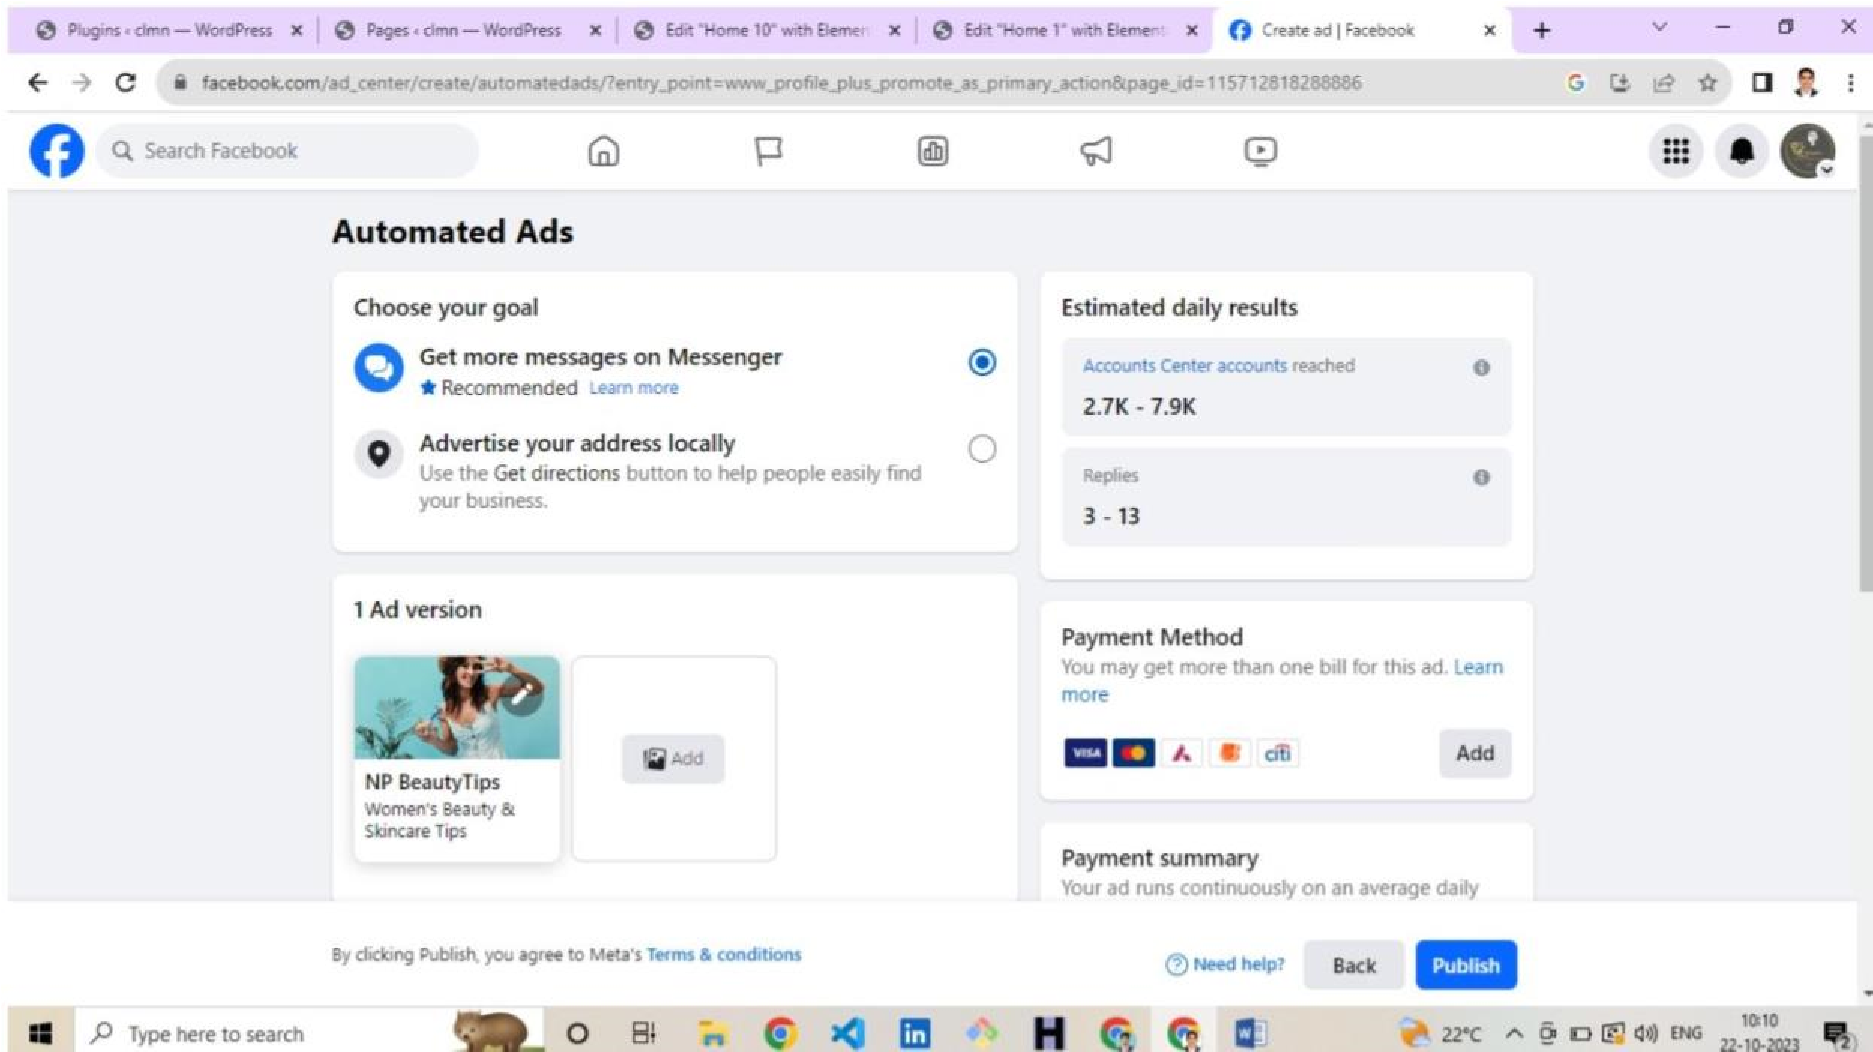 Plugins ‹ clmn — WordPress
Pages ‹ clmn — WordPress
Edit "Home 10" with Elemen
Edit "Home 1" with Element
Create ad | Facebook
facebook.com/ad_center/create/automatedads/?entry_point=www_profile_plus_promote_as_primary_action&page_id=115712818288886
Search Facebook
Automated Ads
Choose your goal
Get more messages on Messenger
Recommended Learn more
Advertise your address locally
Use the Get directions button to help people easily find
your business.
1 Ad version
NP BeautyTips
Women's Beauty &
Skincare Tips
Add
Estimated daily results
Accounts Center accounts reached
2.7K - 7.9K
Replies
3 - 13
Payment Method
You may get more than one bill for this ad. Learn
more
VISA
citi
Add
Payment summary
Your ad runs continuously on an average daily
By clicking Publish, you agree to Meta's Terms & conditions
Need help?
Back
Publish
Type here to search
22°C
ENG
10:10
22-10-2023
2